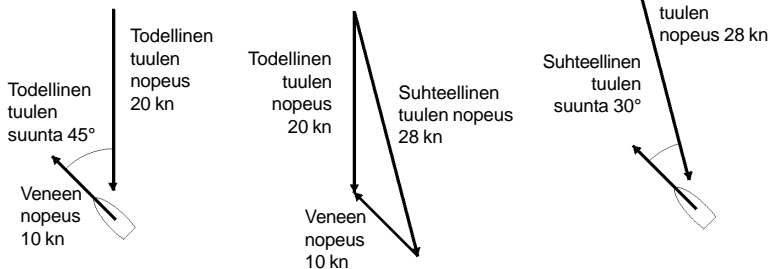 Todellinen
tuulen
nopeus
20 kn
Todellinen
tuulen
suunta 45°
Veneen
nopeus
10 kn
Todellinen
tuulen
nopeus
20 kn
Suhteellinen
tuulen nopeus
28 kn
Veneen
nopeus
10 kn
tuulen
nopeus 28 kn
Suhteellinen
tuulen
suunta 30°